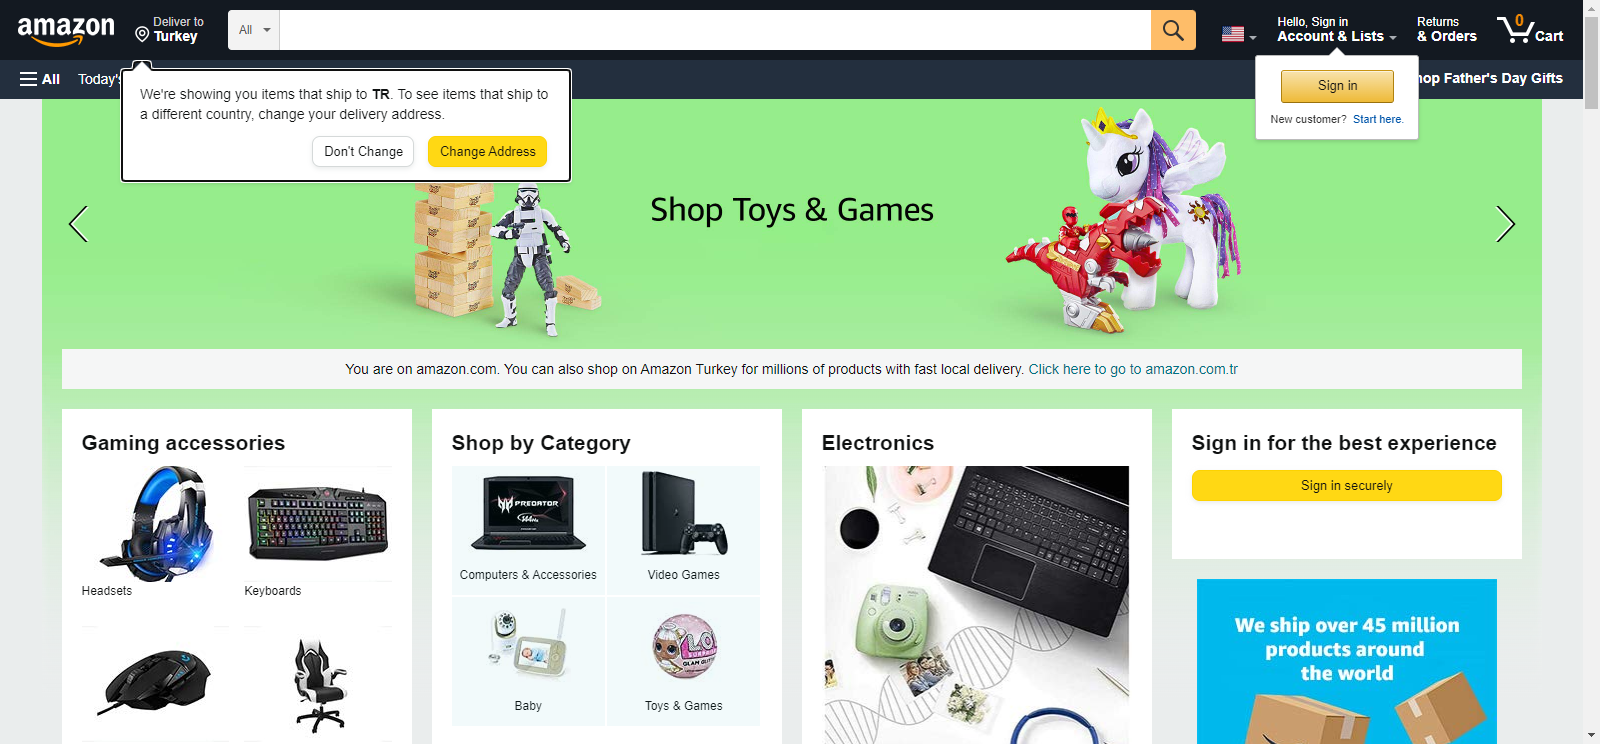 amazon
Deliver to
Turkey
All
Hello, Sign in
Account & Lists
Returns
& Orders
0
Cart
All
Today's
hop Father's Day Gifts
We're showing you items that ship to TR. To see items that ship to
a different country, change your delivery address.
Don't Change
Change Address
Sign in
New customer? Start here.
Shop Toys & Games
You are on amazon.com. You can also shop on Amazon Turkey for millions of products with fast local delivery. Click here to go to amazon.com.tr
Gaming accessories
Headsets
Keyboards
Shop by Category
PREDATOR
Computers & Accessories
Video Games
Baby
L.O.L
SURPRISE
Toys & Games
Electronics
Sign in for the best experience
Sign in securely
We ship over 45 million
products around
the world